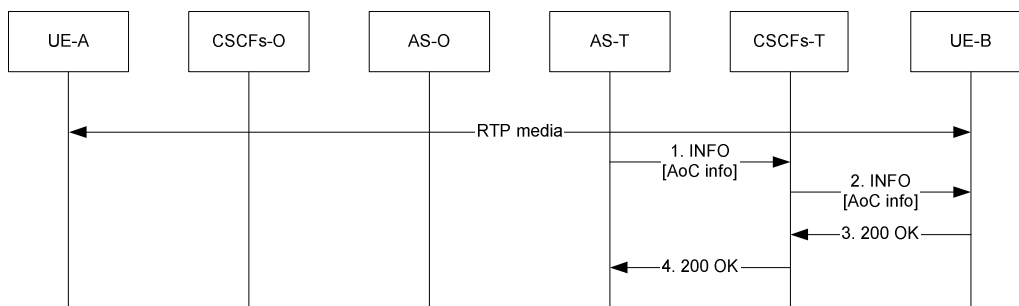 UE-A
CSCFs-O
AS-O
AS-T
CSCFs-T
UE-B
RTP media
1. INFO
[AoC info]
2. INFO
[AoC info]
3. 200 OK
4. 200 OK